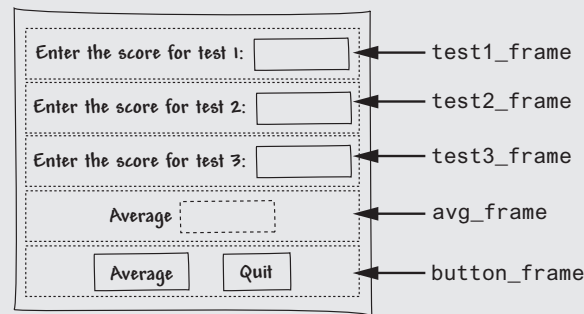 Enter the score for test 1: test1_frame
Enter the score for test 2: test2_frame
Enter the score for test 3: test3_frame
Average avg_frame
Average Quit button_frame